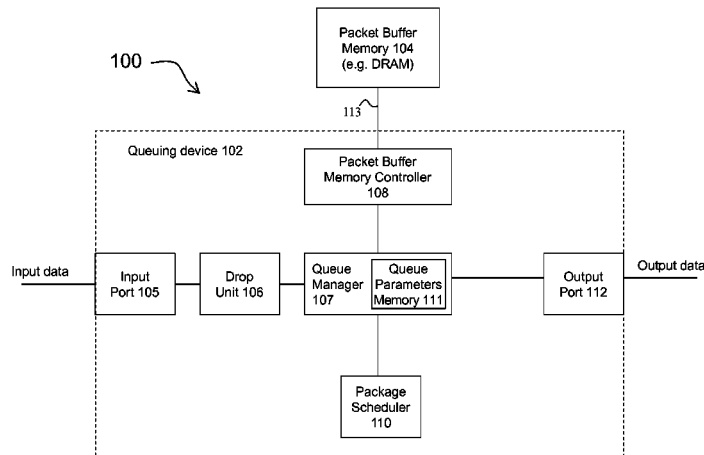 Packet Buffer
Memory 104
(e.g. DRAM)
100
113
Queuing device 102
Packet Buffer
Memory Controller
108
Input data
Input
Port 105
Drop
Unit 106
Queue
Manager
107
Queue
Parameters
Memory 111
Output
Port 112
Output data
Package
Scheduler
110